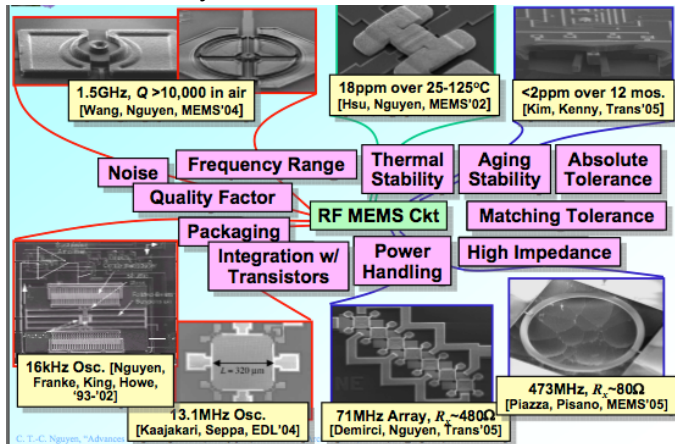 1.5GHz, Q >10,000 in air
[Wang, Nguyen, MEMS'04]
18ppm over 25-125°C
[Hsu, Nguyen, MEMS'02]
<2ppm over 12 mos.
[Kim, Kenny, Trans'05]
Noise
Frequency Range
Thermal
Stability
Aging
Stability
Absolute
Tolerance
Quality Factor
RF MEMS Ckt
Matching Tolerance
Packaging
Integration w/
Transistors
Power
Handling
High Impedance
L = 320 μm
16kHz Osc. [Nguyen,
Franke, King, Howe,
'93-'02]
13.1MHz Osc.
[Kaajakari, Seppa, EDL'04]
71MHz Array, Rx~480Ω
[Demirci, Nguyen, Trans'05]
473MHz, Rx~80Ω
[Piazza, Pisano, MEMS'05]
C. T.-C. Nguyen, "Advances